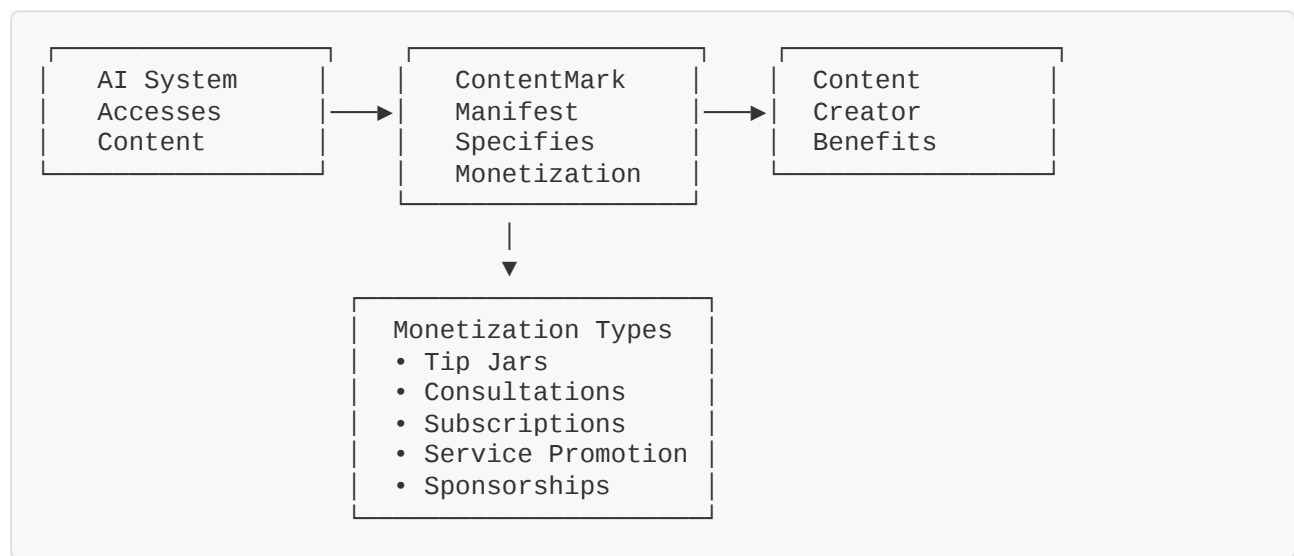 AI System
Accesses
Content
ContentMark
Manifest
Specifies
Monetization
Content
Creator
Benefits
Monetization Types
• Tip Jars
• Consultations
• Subscriptions
• Service Promotion
• Sponsorships